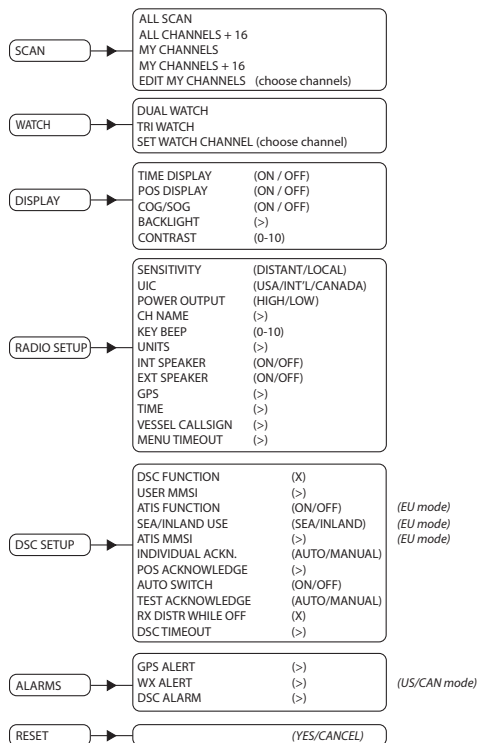 SCAN
ALL SCAN
ALL CHANNELS + 16
MY CHANNELS
MY CHANNELS + 16
EDIT MY CHANNELS (choose channels)
WATCH
DUAL WATCH
TRI WATCH
SET WATCH CHANNEL (choose channel)
DISPLAY
TIME DISPLAY (ON / OFF)
POS DISPLAY (ON / OFF)
COG/SOG (ON / OFF)
BACKLIGHT (>)
CONTRAST (0-10)
RADIO SETUP
SENSITIVITY (DISTANT/LOCAL)
UIC (USA/INT'L/CANADA)
POWER OUTPUT (HIGH/LOW)
CH NAME (>)
KEY BEEP (0-10)
UNITS (>)
INT SPEAKER (ON/OFF)
EXT SPEAKER (ON/OFF)
GPS (>)
TIME (>)
VESSEL CALLSIGN (>)
MENU TIMEOUT (>)
DSC SETUP
DSC FUNCTION (X)
USER MMSI (>)
ATIS FUNCTION (ON/OFF) (EU mode)
SEA/INLAND USE (SEA/INLAND) (EU mode)
ATIS MMSI (>) (EU mode)
INDIVIDUAL ACKN. (AUTO/MANUAL)
POS ACKNOWLEDGE (>)
AUTO SWITCH (ON/OFF)
TEST ACKNOWLEDGE (AUTO/MANUAL)
RX DISTR WHILE OFF (X)
DSC TIMEOUT (>)
ALARMS
GPS ALERT (>)
WX ALERT (>) (US/CAN mode)
DSC ALARM (>)
RESET
(YES/CANCEL)